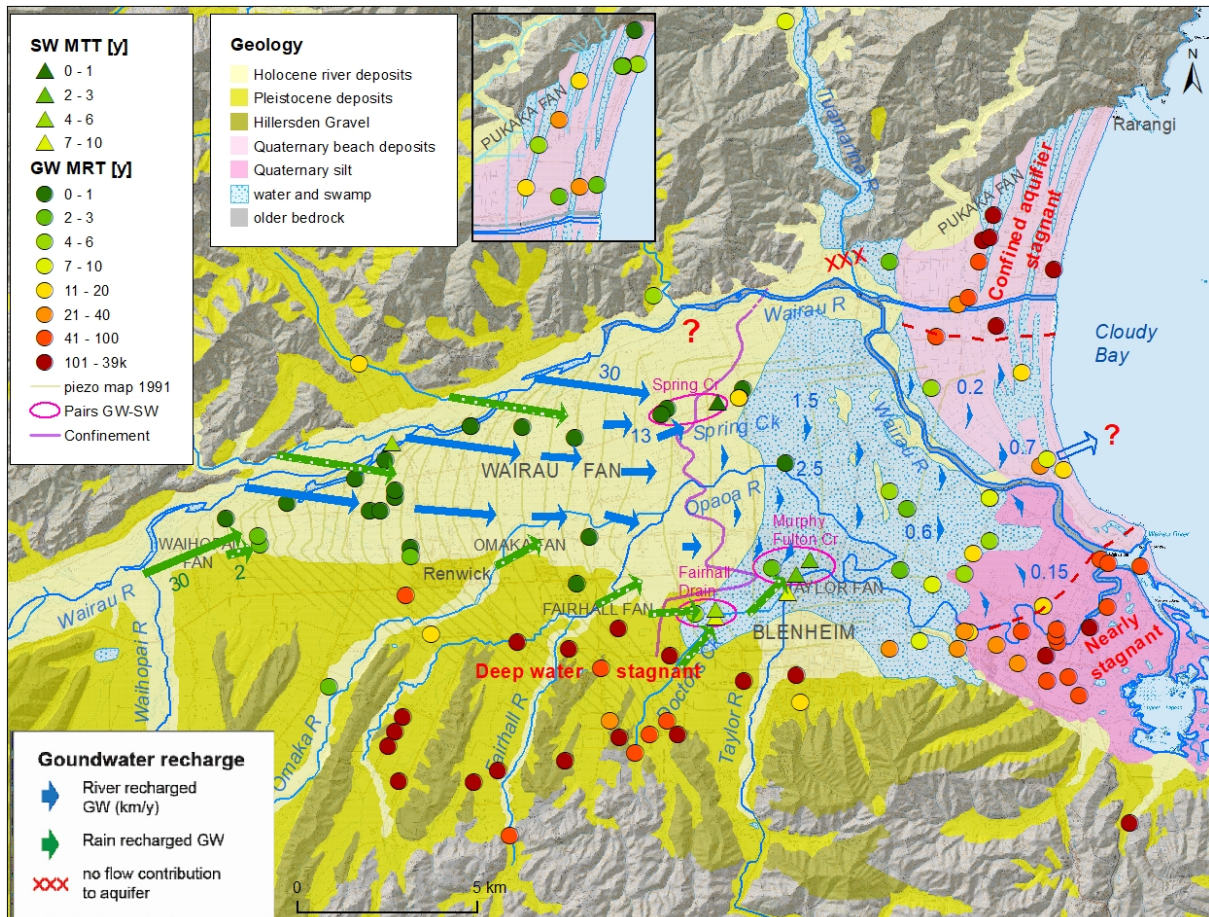 SW MTT [y]
0 - 1
2 - 3
4 - 6
7 - 10
GW MRT [y]
0 - 1
2 - 3
4 - 6
7 - 10
11 - 20
21 - 40
41 - 100
101 - 39k
piezo map 1991
Pairs GW-SW
Confinement
Geology
Holocene river deposits
Pleistocene deposits
Hillersden Gravel
Quaternary beach deposits
Quaternary silt
water and swamp
older bedrock
PUKAKA FAN
N
Rarangi
Tuamarina R
PUKAKA FAN
Confined aquifier
stagnant
XXX
Wairau R
?
Cloudy
Bay
30
Spring Cr
0.2
1.5
13
Spring Ck
Wairau R
0.7
?
WAIRAU FAN
2.5
Opaoa R
Murphy
Fulton Cr
0.6
WAIHOPAI
FAN
OMAKA FAN
30
2
Renwick
Fairhall
Drain
0.15
Wairau R
FAIRHALL FAN
TAYLOR FAN
BLENHEIM
Nearly
stagnant
Waihopai R
Deep water stagnant
Doctors Ck
Omaka R
Fairhall R
Taylor R
Goundwater recharge
River recharged
GW (km/y)
Rain recharged GW
XXX
no flow contribution
to aquifer
0
5 km